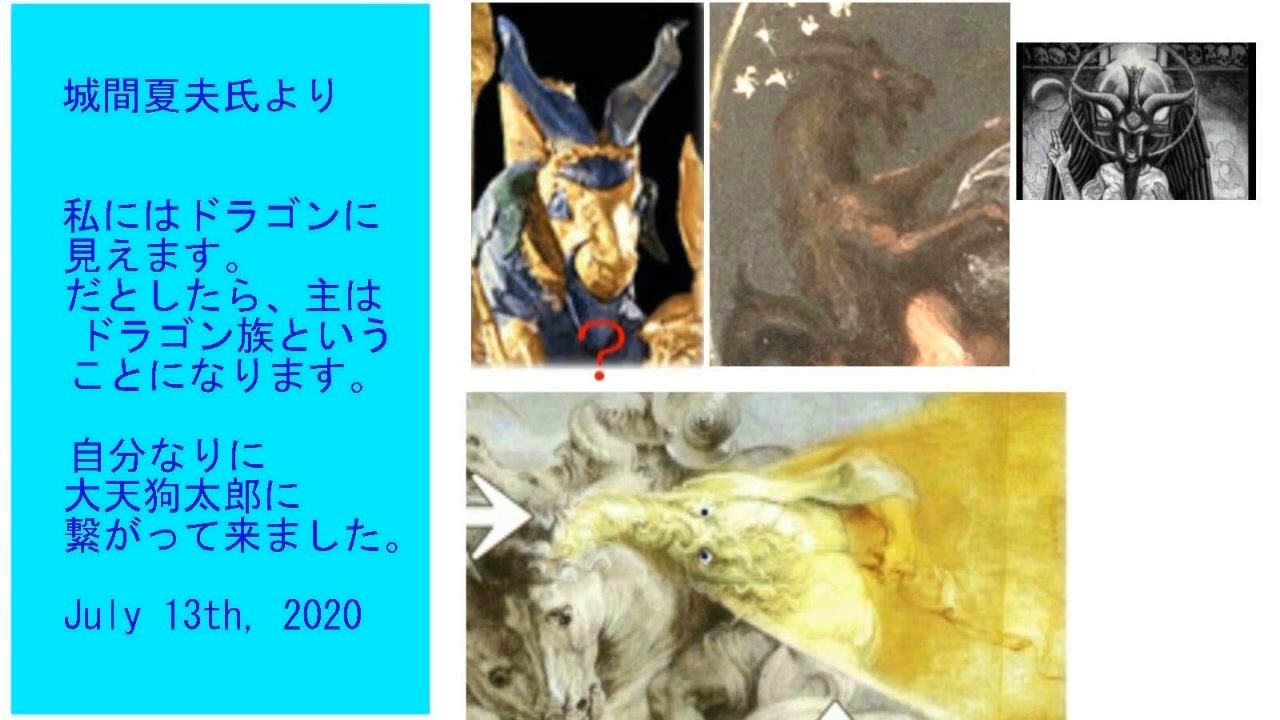 城間夏夫氏より
私にはドラゴンに
見えます。
だとしたら、主は
ドラゴン族という
ことになります。
自分なりに
大天狗太郎に
繋がって来ました。
July 13th, 2020
?